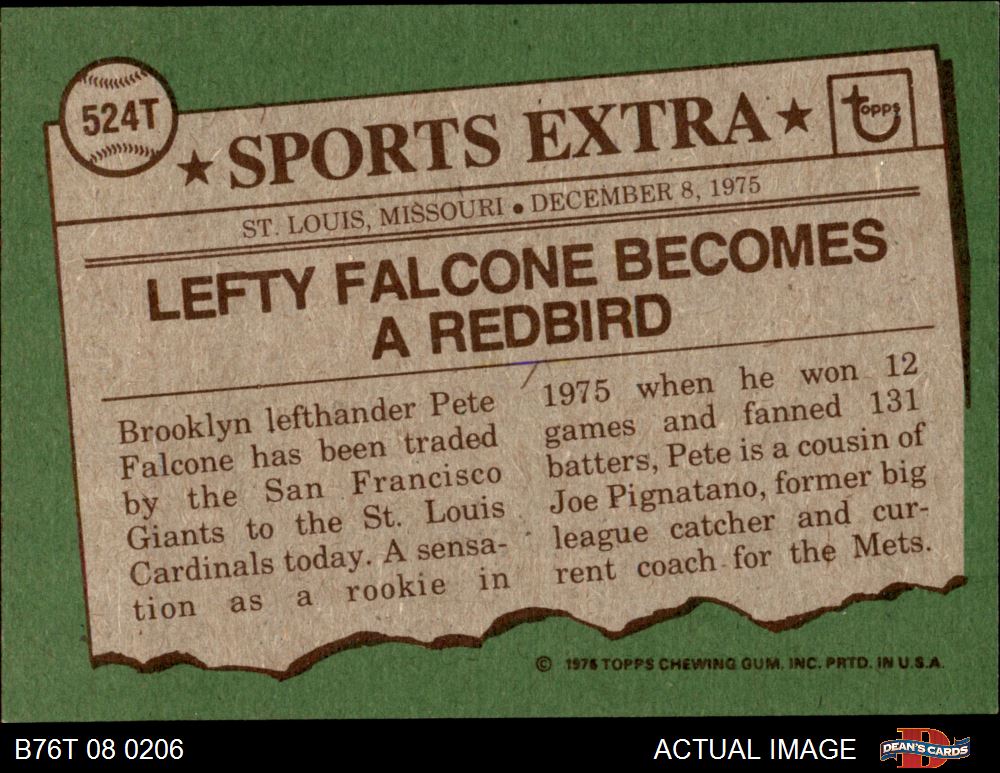 524T
★ SPORTS EXTRA ★
topps
ST. LOUIS, MISSOURI • DECEMBER 8, 1975
LEFTY FALCONE BECOMES
A REDBIRD
Brooklyn lefthander Pete
Falcone has been traded
by the San Francisco
Giants to the St. Louis
Cardinals today. A sensa-
tion as a rookie in
1975 when he won 12
games and fanned 131
batters, Pete is a cousin of
Joe Pignatano, former big
league catcher and cur-
rent coach for the Mets.
© 1976 TOPPS CHEWING GUM, INC. PRTD. IN U.S.A.
B76T 08 0206
ACTUAL IMAGE
DEAN'S CARDS